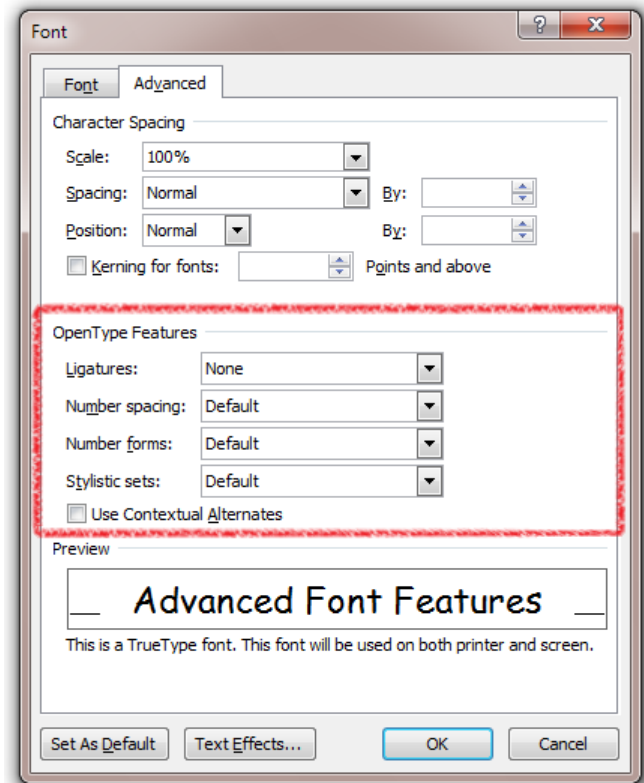 Font
Font Advanced
Character Spacing
Scale: 100%
Spacing: Normal By:
Position: Normal By:
Kerning for fonts: Points and above
OpenType Features
Ligatures: None
Number spacing: Default
Number forms: Default
Stylistic sets: Default
Use Contextual Alternates
Preview
Advanced Font Features
This is a TrueType font. This font will be used on both printer and screen.
Set As Default Text Effects... OK Cancel